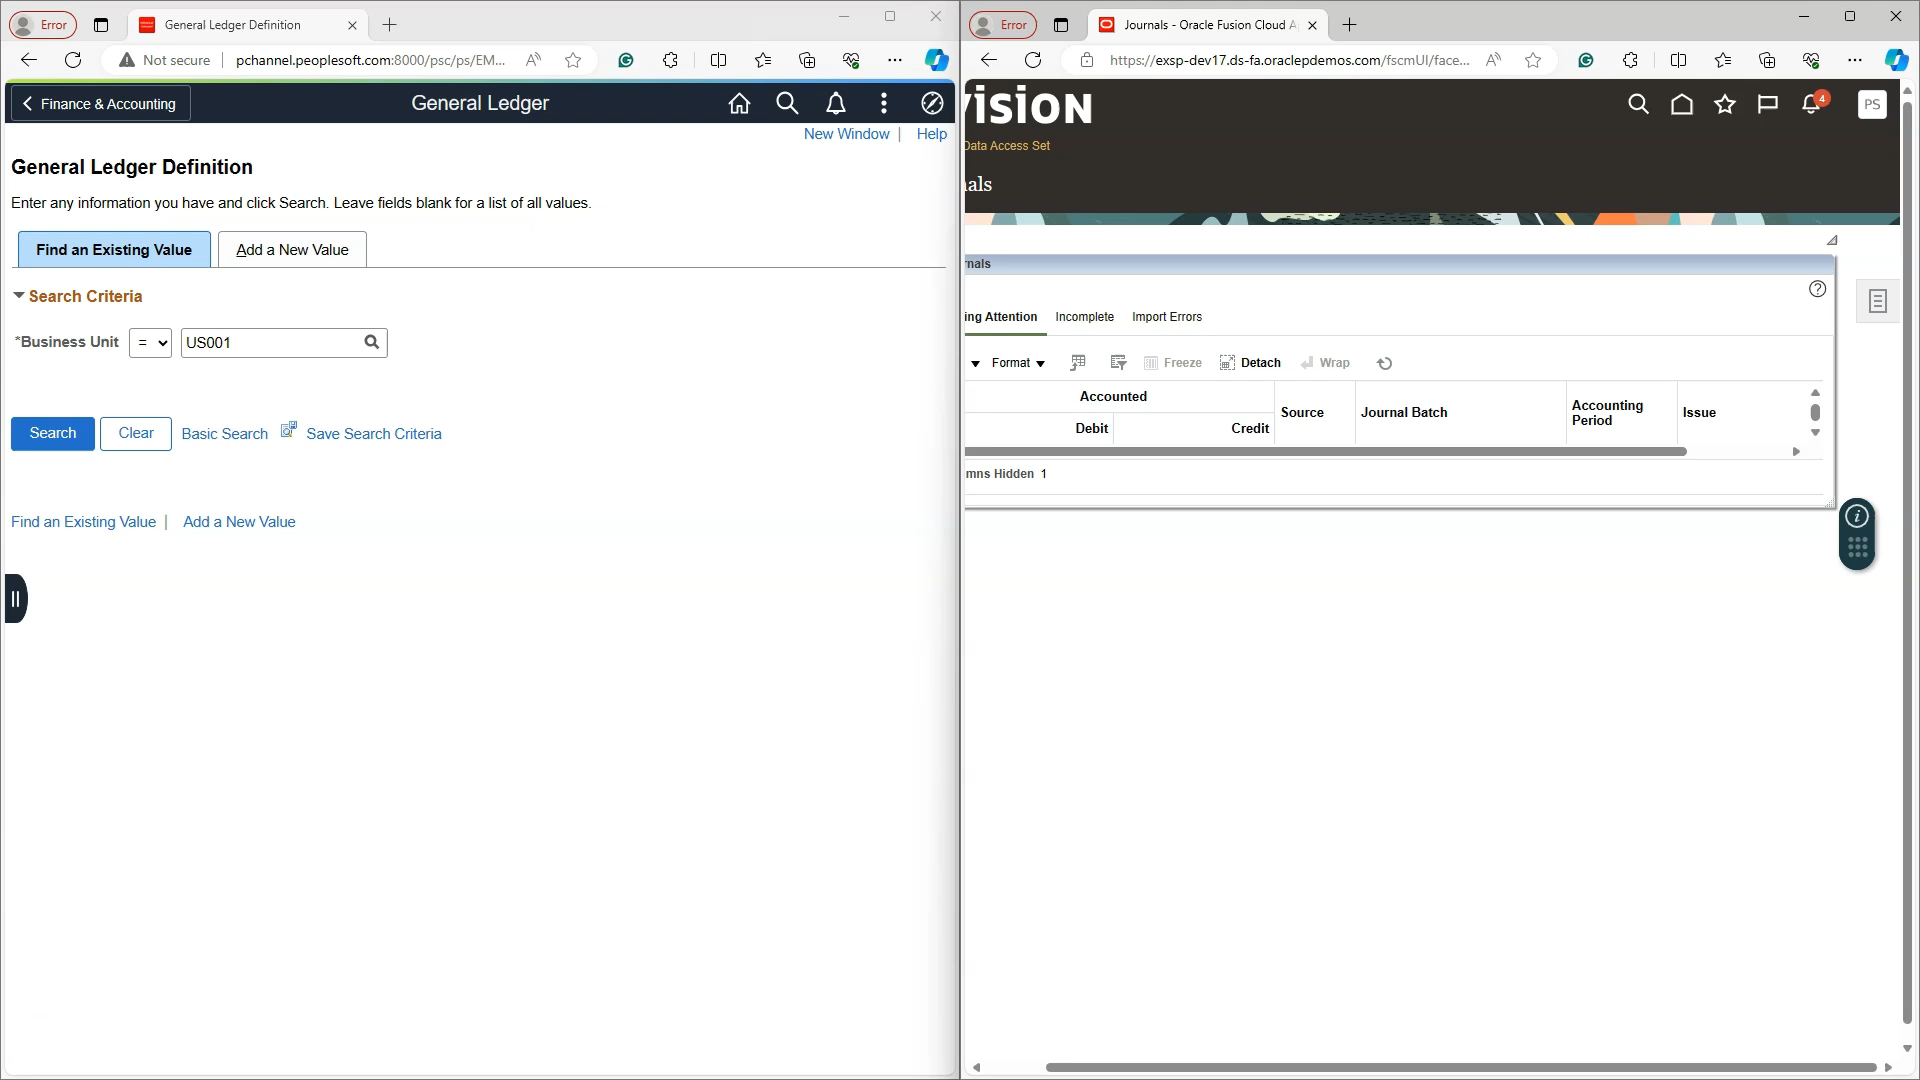 Error
General Ledger Definition
Not secure
pchannel.peoplesoft.com:8000/psc/ps/EM...
Finance & Accounting
General Ledger
New Window | Help
General Ledger Definition
Enter any information you have and click Search. Leave fields blank for a list of all values.
Find an Existing Value
Add a New Value
Search Criteria
*Business Unit
=
US001
Search
Clear
Basic Search
Save Search Criteria
Find an Existing Value | Add a New Value
Error
Journals - Oracle Fusion Cloud A
https://exsp-dev17.ds-fa.oraclepdemos.com/fscmUI/face...
vision
4
PS
Data Access Set
als
rnals
ing Attention
Incomplete
Import Errors
Format
Freeze
Detach
Wrap
Accounted
Debit
Credit
Source
Journal Batch
Accounting
Period
Issue
mns Hidden 1